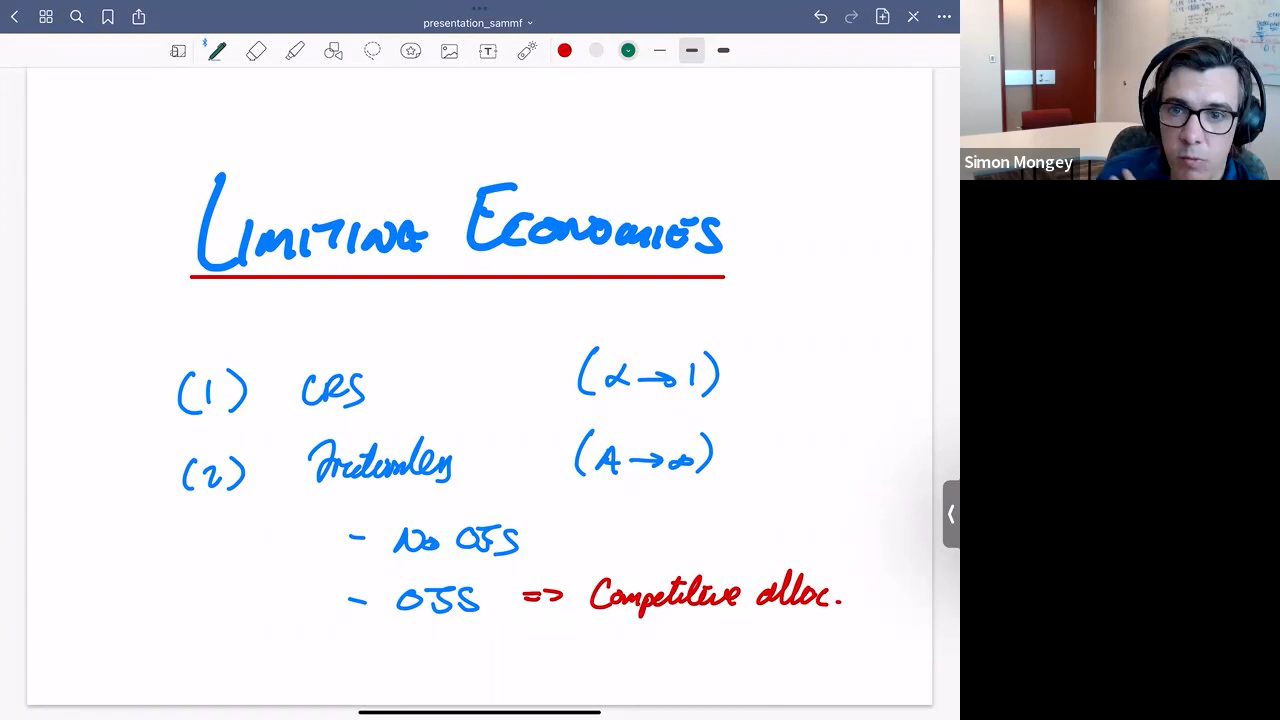 presentation_sammf
Simon Mongey
LIMITING ECONOMIES
(1) CRS (α→1)
(2) Frictionless (A→∞)
- No OJS
- OJS => Competitive alloc.